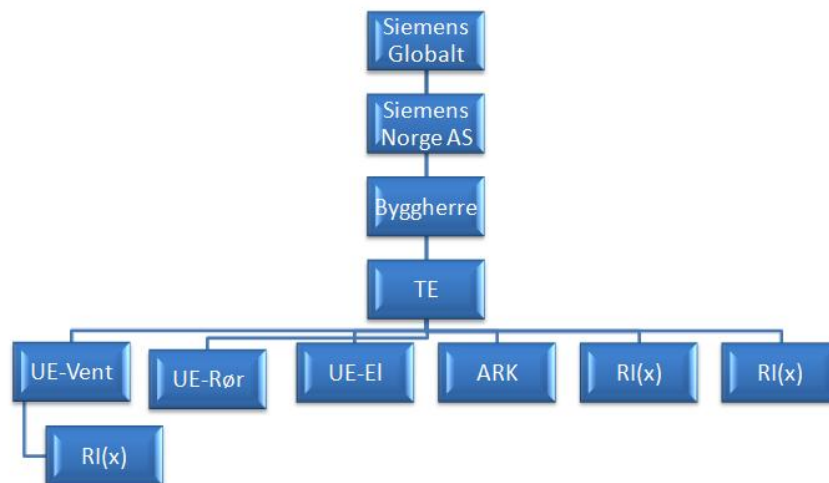 Siemens
Globalt
Siemens
Norge AS
Byggherre
TE
UE-Vent
UE-Rør
UE-El
ARK
RI(x)
RI(x)
RI(x)